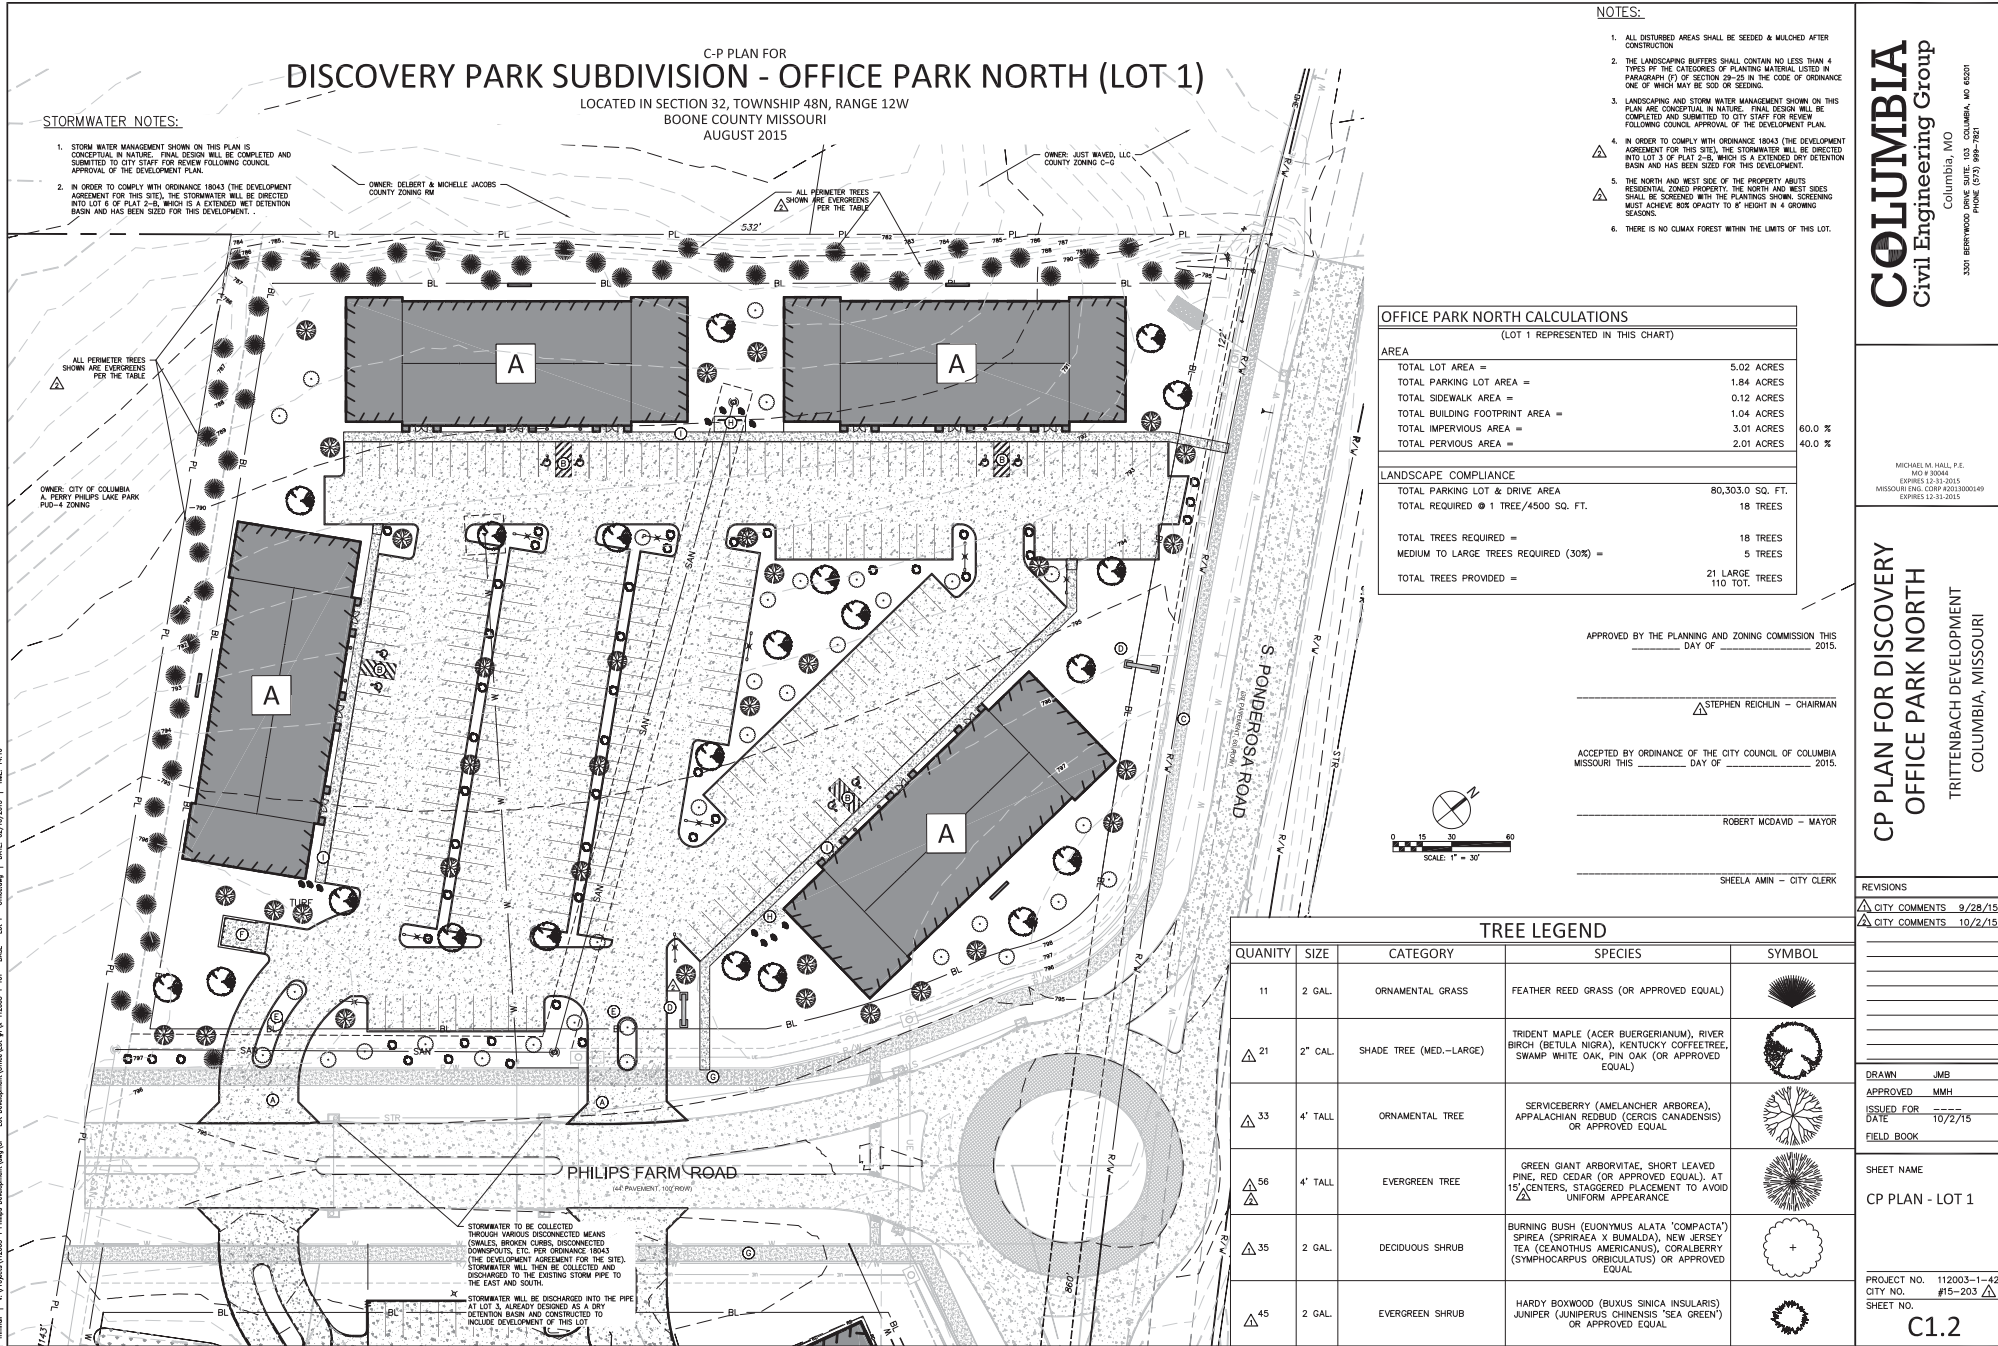 C-P PLAN FOR
DISCOVERY PARK SUBDIVISION - OFFICE PARK NORTH (LOT 1)
LOCATED IN SECTION 32, TOWNSHIP 48N, RANGE 12W
BOONE COUNTY MISSOURI
AUGUST 2015
STORMWATER NOTES:
1. STORM WATER MANAGEMENT SHOWN ON THIS PLAN IS
CONCEPTUAL IN NATURE. FINAL DESIGN WILL BE COMPLETED AND
SUBMITTED TO CITY STAFF FOR REVIEW FOLLOWING COUNCIL
APPROVAL OF THE DEVELOPMENT PLAN.
2. IN ORDER TO COMPLY WITH ORDINANCE 18043 (THE DEVELOPMENT
AGREEMENT FOR THIS SITE), THE STORMWATER WILL BE DIRECTED
INTO LOT 6 OF PLAT 2-B, WHICH IS A EXTENDED WET DETENTION
BASIN AND HAS BEEN SIZED FOR THIS DEVELOPMENT. .
OWNER: DELBERT & MICHELLE JACOBS
COUNTY ZONING RM
ALL PERIMETER TREES
SHOWN ARE EVERGREENS
PER THE TABLE
OWNER: JUST WAVED, LLC
COUNTY ZONING C-G
532'
ALL PERIMETER TREES
SHOWN ARE EVERGREENS
PER THE TABLE
OWNER: CITY OF COLUMBIA
A. PERRY PHILIPS LAKE PARK
PUD-4 ZONING
A
A
A
A
TURF
122'
S. PONDEROSA ROAD
PHILIPS FARM ROAD
(44' PAVEMENT, 100' ROW)
STORMWATER TO BE COLLECTED
THROUGH VARIOUS DISCONNECTED MEANS
(SWALES, BROKEN CURBS, DISCONNECTED
DOWNSPOUTS, ETC. PER ORDINANCE 18043
(THE DEVELOPMENT AGREEMENT FOR THE SITE).
STORMWATER WILL THEN BE COLLECTED AND
DISCHARGED TO THE EXISTING STORM PIPE TO
THE EAST AND SOUTH.
STORMWATER WILL BE DISCHARGED INTO THE PIPE
AT LOT 3, ALREADY DESIGNED AS A DRY
DETENTION BASIN AND CONSTRUCTED TO
INCLUDE DEVELOPMENT OF THIS LOT
NOTES:
1. ALL DISTURBED AREAS SHALL BE SEEDED & MULCHED AFTER
CONSTRUCTION
2. THE LANDSCAPING BUFFERS SHALL CONTAIN NO LESS THAN 4
TYPES PF THE CATEGORIES OF PLANTING MATERIAL LISTED IN
PARAGRAPH (F) OF SECTION 29-25 IN THE CODE OF ORDINANCE
ONE OF WHICH MAY BE SOD OR SEEDING.
3. LANDSCAPING AND STORM WATER MANAGEMENT SHOWN ON THIS
PLAN ARE CONCEPTUAL IN NATURE. FINAL DESIGN WILL BE
COMPLETED AND SUBMITTED TO CITY STAFF FOR REVIEW
FOLLOWING COUNCIL APPROVAL OF THE DEVELOPMENT PLAN.
4. IN ORDER TO COMPLY WITH ORDINANCE 18043 (THE DEVELOPMENT
AGREEMENT FOR THIS SITE), THE STORMWATER WILL BE DIRECTED
INTO LOT 3 OF PLAT 2-B, WHICH IS A EXTENDED DRY DETENTION
BASIN AND HAS BEEN SIZED FOR THIS DEVELOPMENT.
5. THE NORTH AND WEST SIDE OF THE PROPERTY ABUTS
RESIDENTIAL ZONED PROPERTY. THE NORTH AND WEST SIDES
SHALL BE SCREENED WITH THE PLANTINGS SHOWN. SCREENING
MUST ACHIEVE 80% OPACITY TO 8' HEIGHT IN 4 GROWING
SEASONS.
6. THERE IS NO CLIMAX FOREST WITHIN THE LIMITS OF THIS LOT.
OFFICE PARK NORTH CALCULATIONS
(LOT 1 REPRESENTED IN THIS CHART)
AREA
TOTAL LOT AREA = 5.02 ACRES
TOTAL PARKING LOT AREA = 1.84 ACRES
TOTAL SIDEWALK AREA = 0.12 ACRES
TOTAL BUILDING FOOTPRINT AREA = 1.04 ACRES
TOTAL IMPERVIOUS AREA = 3.01 ACRES 60.0 %
TOTAL PERVIOUS AREA = 2.01 ACRES 40.0 %
LANDSCAPE COMPLIANCE
TOTAL PARKING LOT & DRIVE AREA 80,303.0 SQ. FT.
TOTAL REQUIRED @ 1 TREE/4500 SQ. FT. 18 TREES
TOTAL TREES REQUIRED = 18 TREES
MEDIUM TO LARGE TREES REQUIRED (30%) = 5 TREES
TOTAL TREES PROVIDED = 21 LARGE
110 TOT. TREES
APPROVED BY THE PLANNING AND ZONING COMMISSION THIS
________ DAY OF _______________ 2015.
STEPHEN REICHLIN - CHAIRMAN
ACCEPTED BY ORDINANCE OF THE CITY COUNCIL OF COLUMBIA
MISSOURI THIS ________ DAY OF ______________ 2015.
ROBERT MCDAVID - MAYOR
SHEELA AMIN - CITY CLERK
N
0 15 30 60
SCALE: 1" = 30'
TREE LEGEND
QUANITY SIZE CATEGORY SPECIES SYMBOL
11 2 GAL. ORNAMENTAL GRASS FEATHER REED GRASS (OR APPROVED EQUAL)
21 2" CAL. SHADE TREE (MED.-LARGE) TRIDENT MAPLE (ACER BUERGERIANUM), RIVER
BIRCH (BETULA NIGRA), KENTUCKY COFFEETREE,
SWAMP WHITE OAK, PIN OAK (OR APPROVED
EQUAL)
33 4' TALL ORNAMENTAL TREE SERVICEBERRY (AMELANCHER ARBOREA),
APPALACHIAN REDBUD (CERCIS CANADENSIS)
OR APPROVED EQUAL
56 4' TALL EVERGREEN TREE GREEN GIANT ARBORVITAE, SHORT LEAVED
PINE, RED CEDAR (OR APPROVED EQUAL). AT
15' CENTERS, STAGGERED PLACEMENT TO AVOID
UNIFORM APPEARANCE
35 2 GAL. DECIDUOUS SHRUB BURNING BUSH (EUONYMUS ALATA 'COMPACTA')
SPIREA (SPRIRAEA X BUMALDA), NEW JERSEY
TEA (CEANOTHUS AMERICANUS), CORALBERRY
(SYMPHOCARPUS ORBICULATUS) OR APPROVED
EQUAL
45 2 GAL. EVERGREEN SHRUB HARDY BOXWOOD (BUXUS SINICA INSULARIS)
JUNIPER (JUNIPERUS CHINENSIS 'SEA GREEN')
OR APPROVED EQUAL
COLUMBIA
Civil Engineering Group
Columbia, MO
3301 BERRYWOOD DRIVE SUITE. 103 COLUMBIA, MO 65201
PHONE (573) 999-7821
MICHAEL M. HALL, P.E.
MO # 30044
EXPIRES 12-31-2015
MISSOURI ENG. CORP #2013000149
EXPIRES 12-31-2015
CP PLAN FOR DISCOVERY
OFFICE PARK NORTH
TRITTENBACH DEVELOPMENT
COLUMBIA, MISSOURI
REVISIONS
1 CITY COMMENTS 9/28/15
2 CITY COMMENTS 10/2/15
DRAWN JMB
APPROVED MMH
ISSUED FOR ----
DATE 10/2/15
FIELD BOOK
SHEET NAME
CP PLAN - LOT 1
PROJECT NO. 112003-1-42
CITY NO. #15-203
SHEET NO.
C1.2